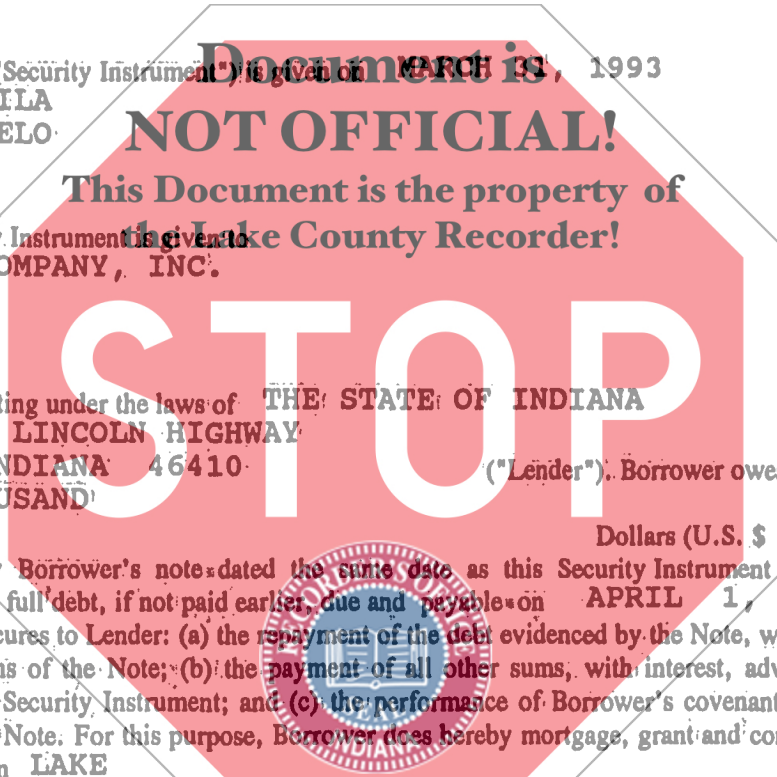 Security Instrument") is given on MARCH 31, 1993
Document is
ILA
ELO
NOT OFFICIAL!
This Document is the property of
the Lake County Recorder!
Instrument is given to
OMPANY, INC.
STOP
ting under the laws of THE STATE OF INDIANA
LINCOLN HIGHWAY
NDIANA 46410 ("Lender"). Borrower owe
USAND
Dollars (U.S. $
Borrower's note dated the same date as this Security Instrument
full debt, if not paid earlier, due and payable on APRIL 1,
cures to Lender: (a) the repayment of the debt evidenced by the Note, w
ns of the Note; (b) the payment of all other sums, with interest, adv
Security Instrument; and (c) the performance of Borrower's covenant
Note. For this purpose, Borrower does hereby mortgage, grant and co
n LAKE
SEAL
INDIANA